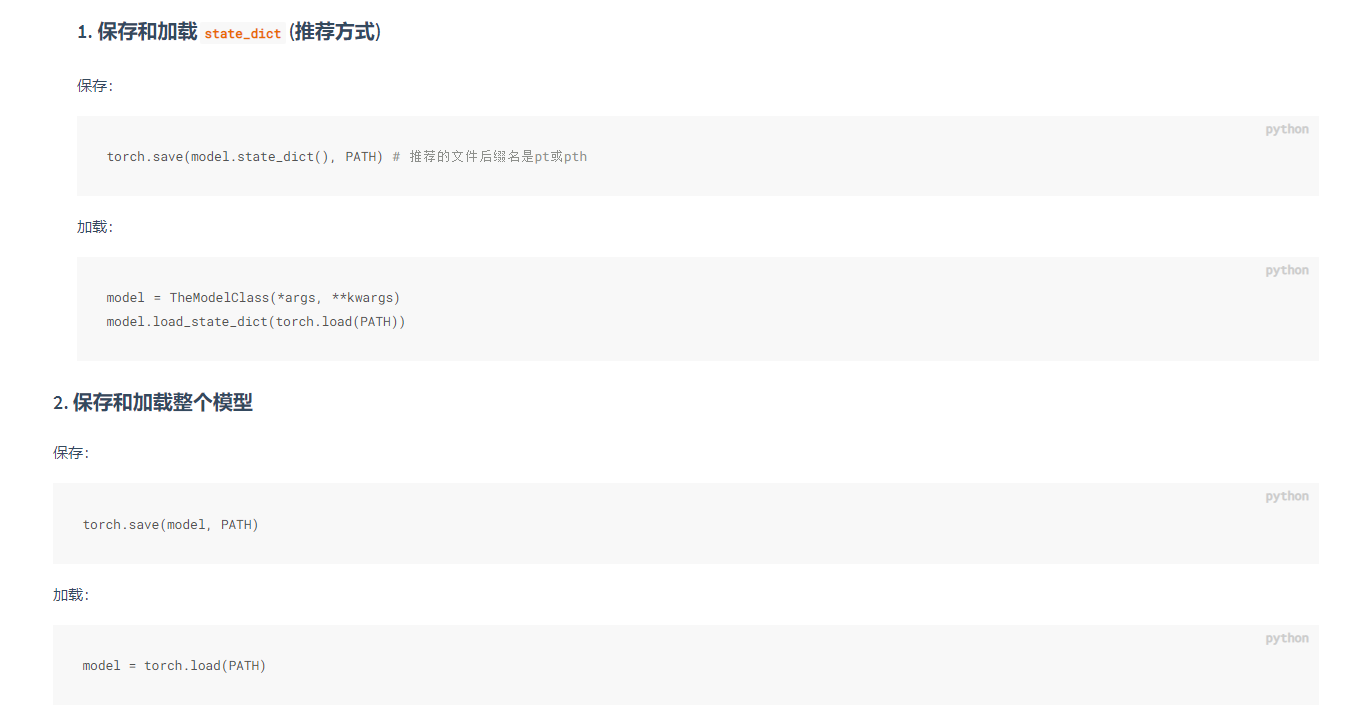 1. 保存和加载 state_dict (推荐方式)
保存：
python
torch.save(model.state_dict(), PATH) # 推荐的文件后缀名是pt或pth
加载：
python
model = TheModelClass(*args, **kwargs)
model.load_state_dict(torch.load(PATH))
2. 保存和加载整个模型
保存：
python
torch.save(model, PATH)
加载：
python
model = torch.load(PATH)